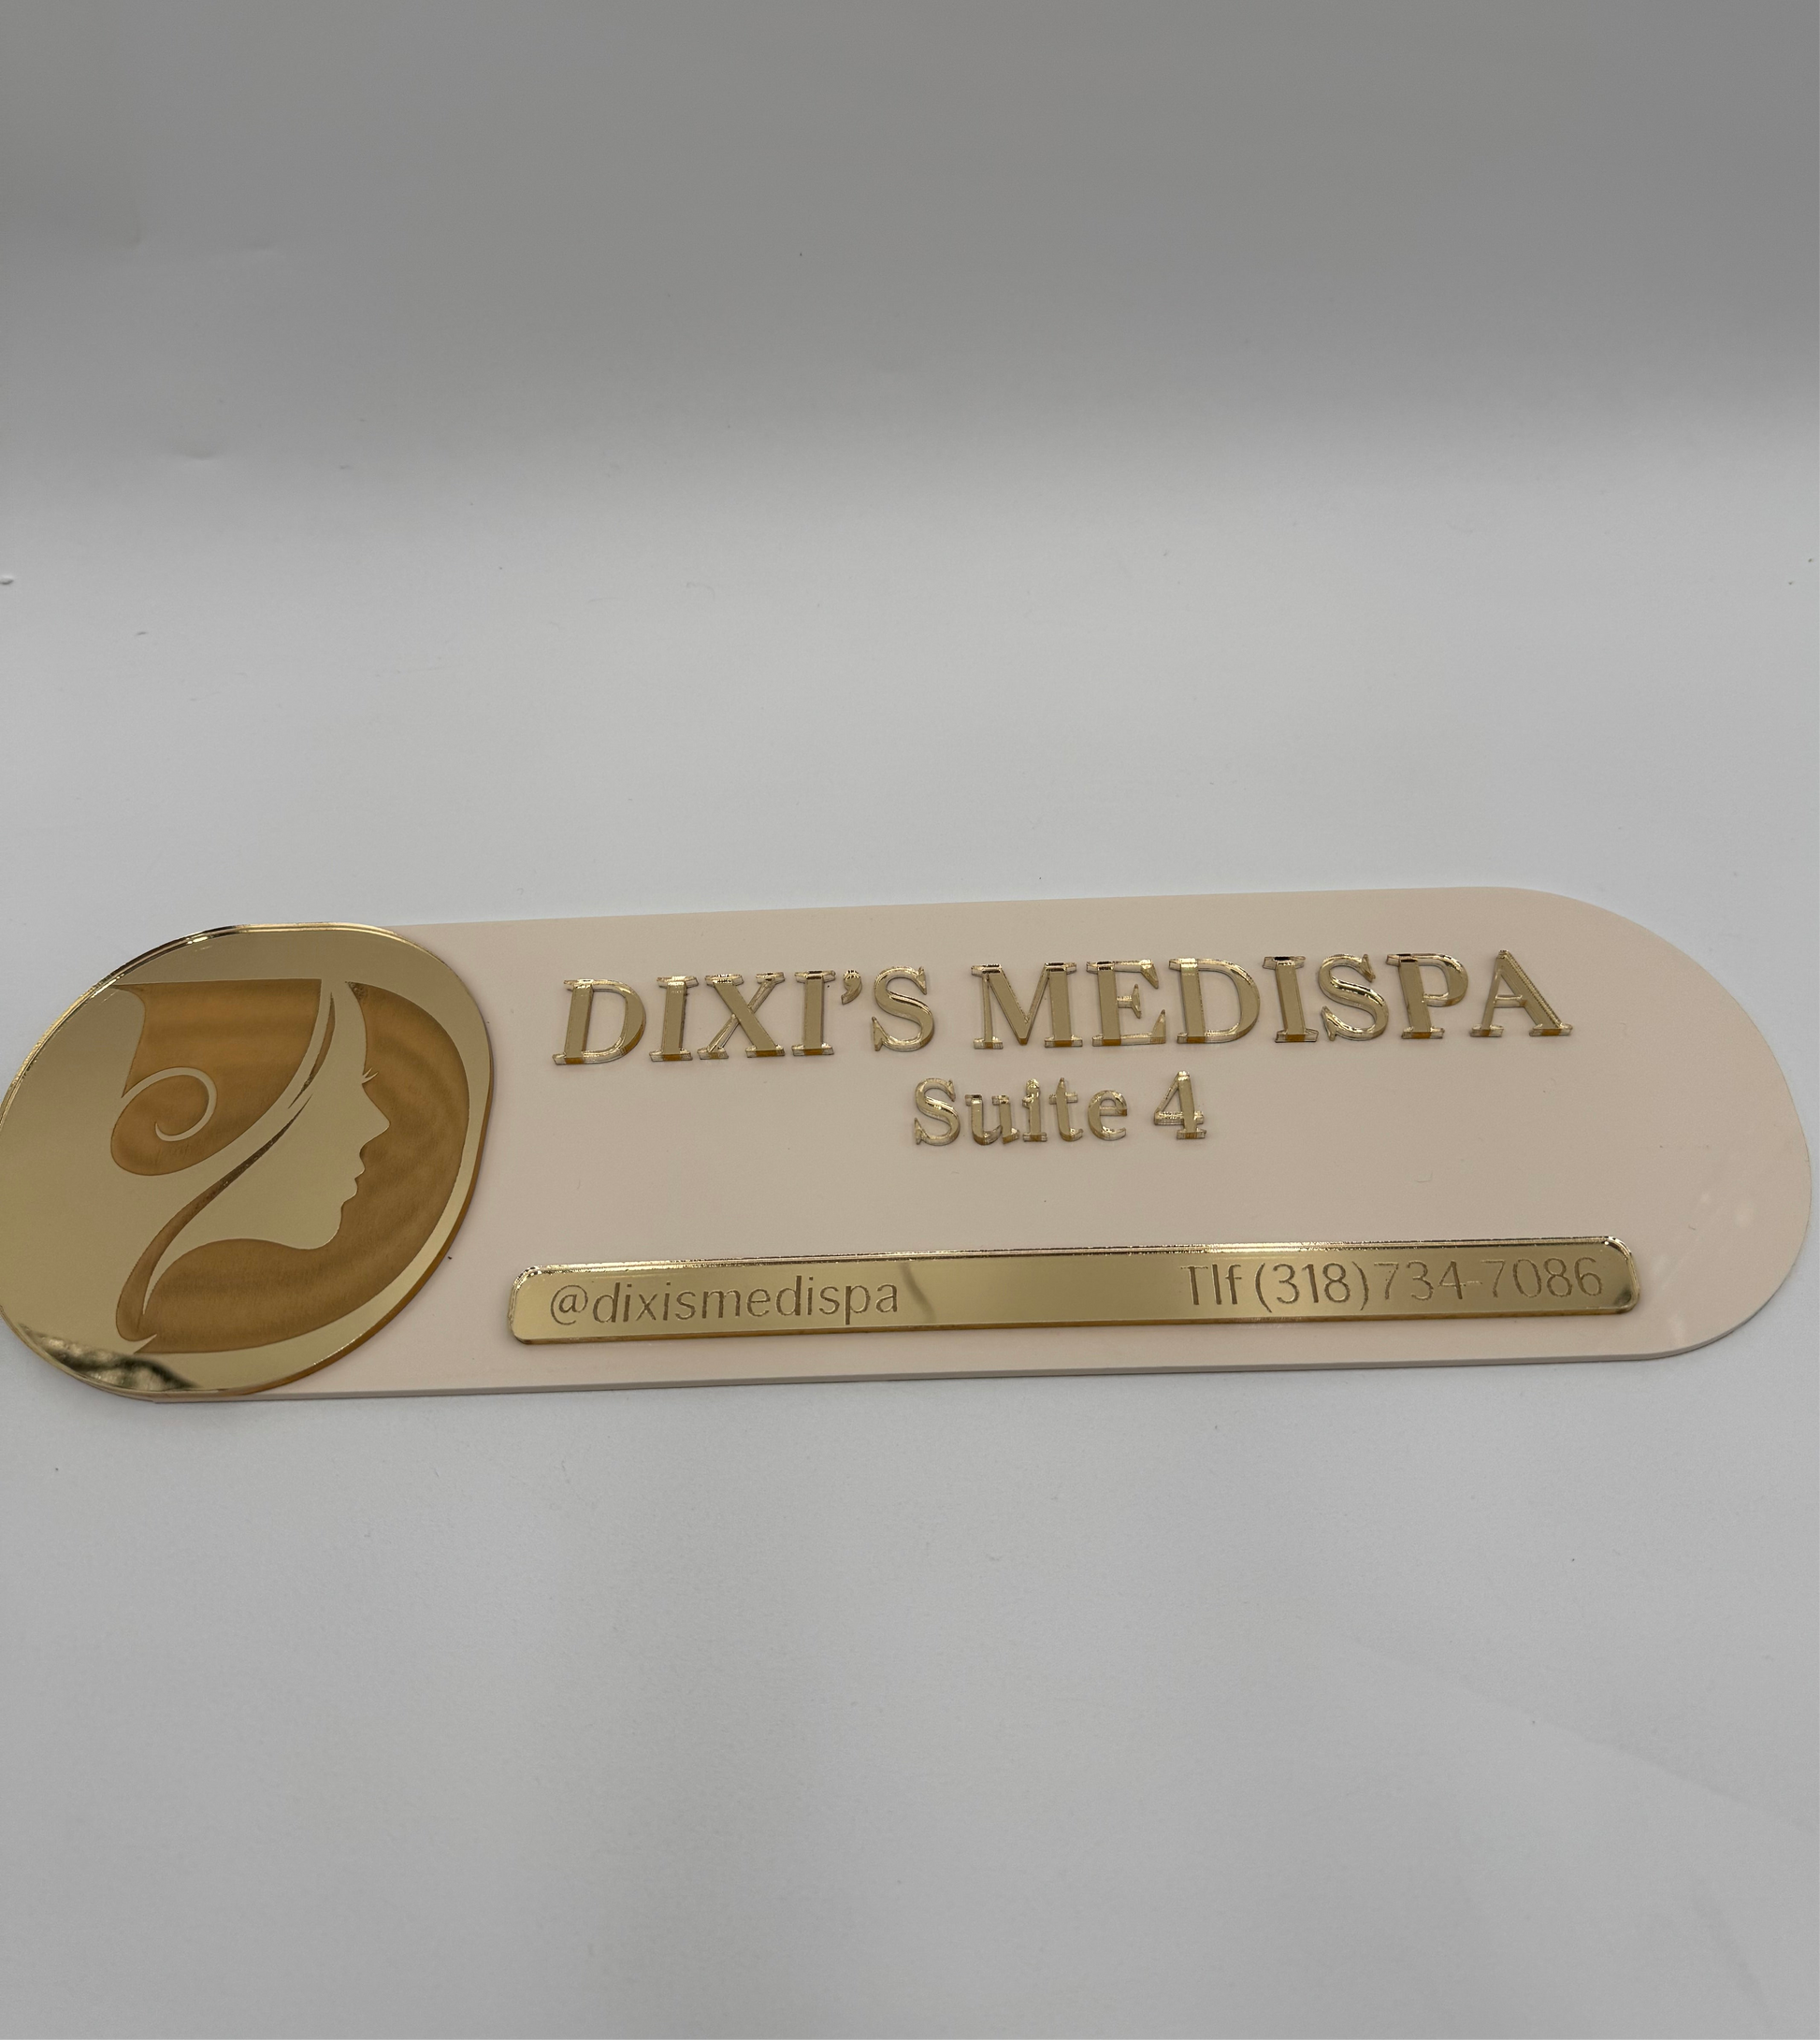 DIXI’S MEDISPA
Suite 4
@dixismedispa Tlf (318)734-7086